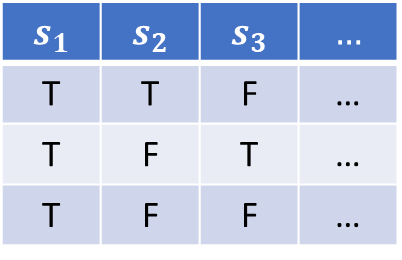 s₁ s₂ s₃ ...
T T F ...
T F T ...
T F F ...